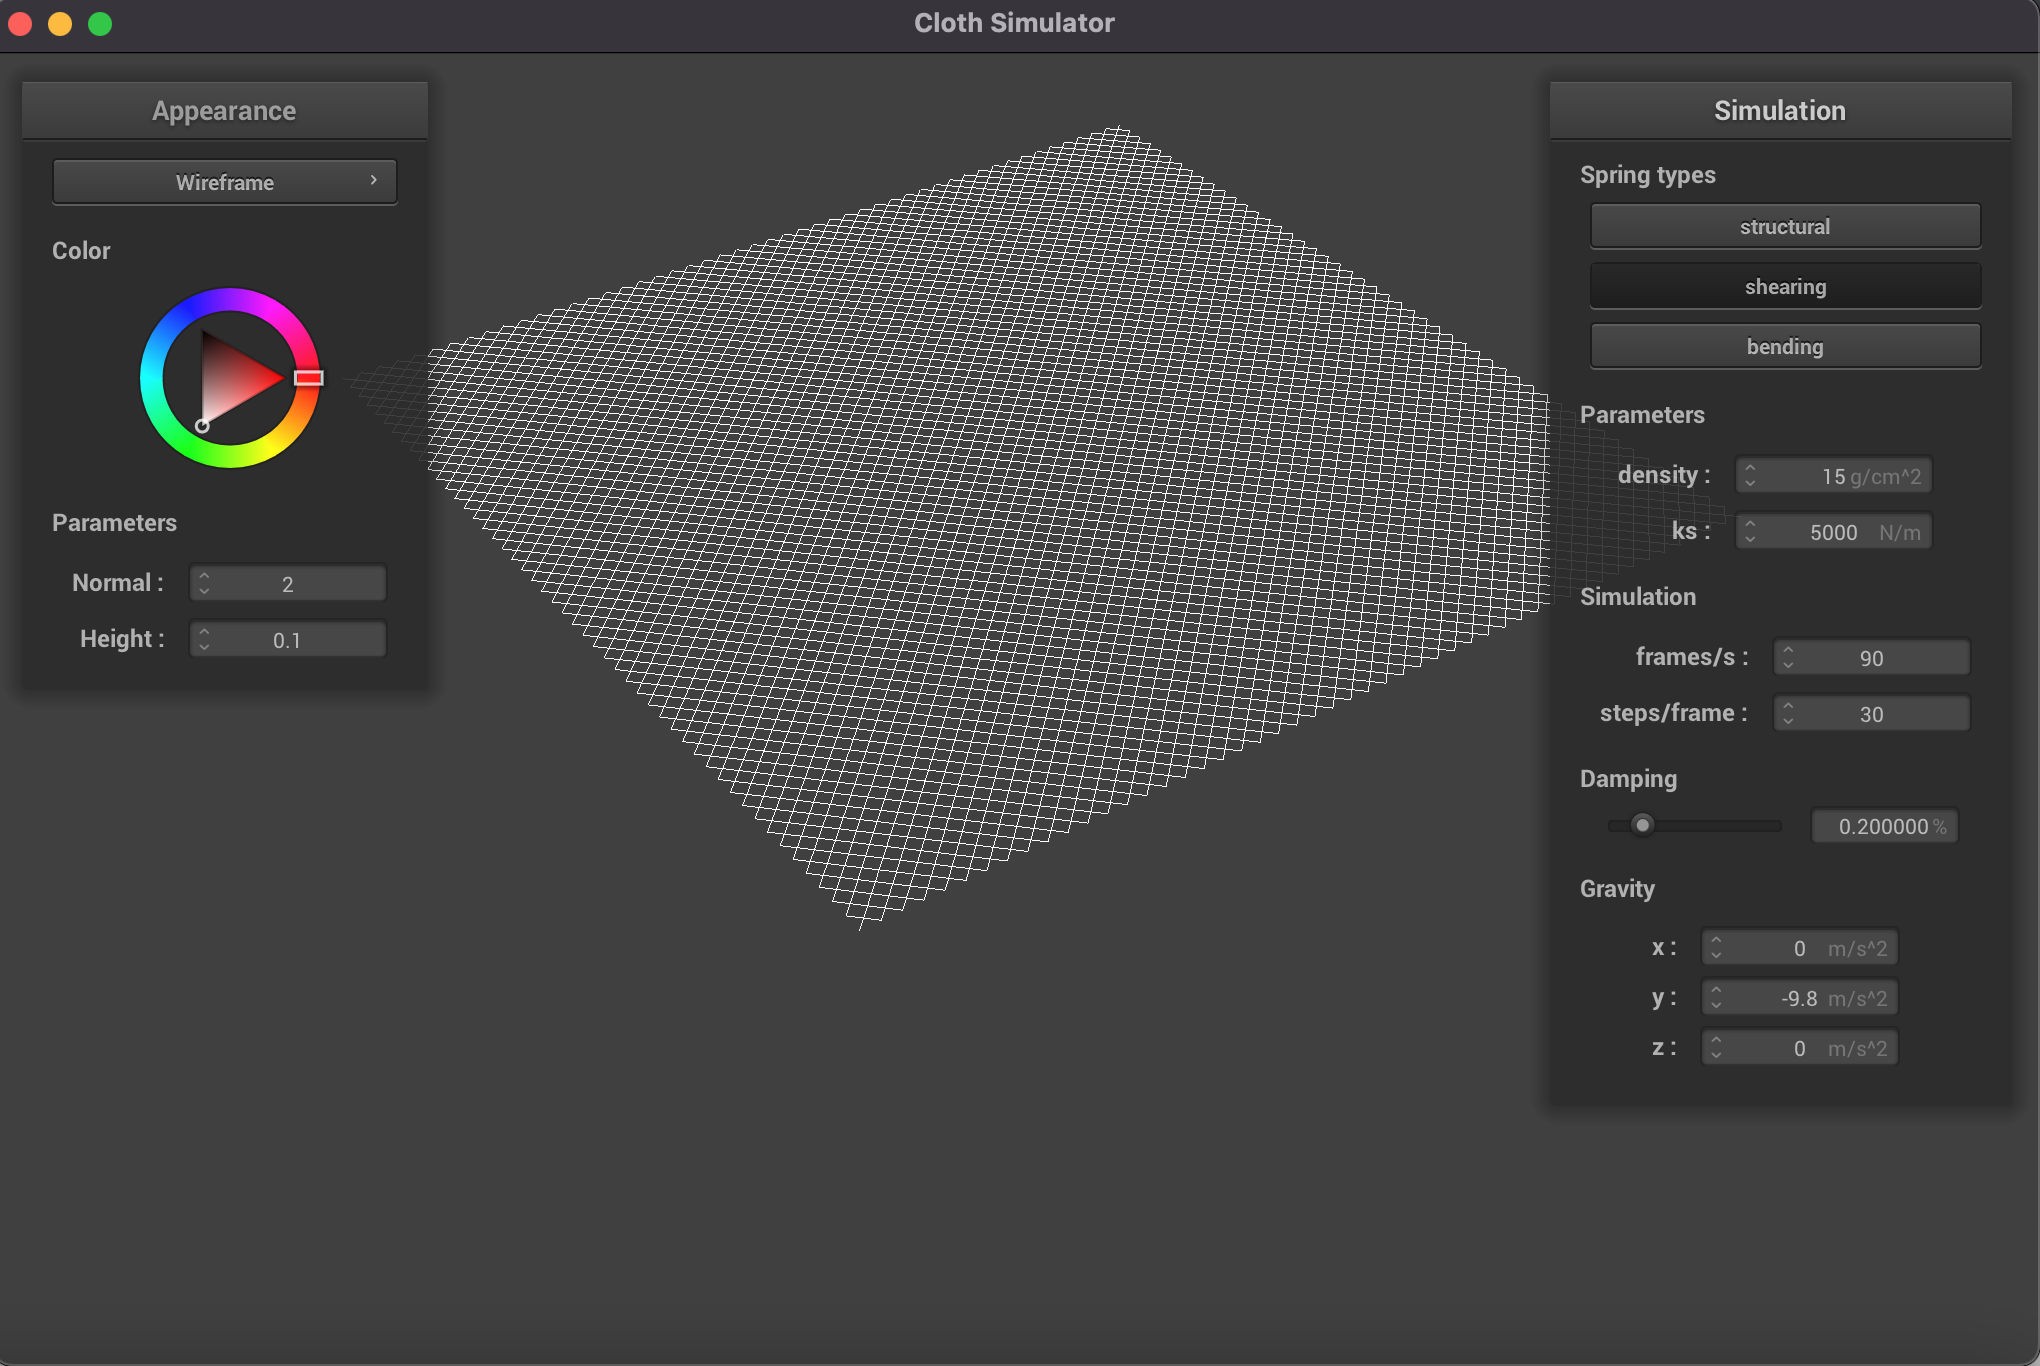 Cloth Simulator
Appearance
Wireframe
Color
Parameters
Normal : 2
Height : 0.1
Simulation
Spring types
structural
shearing
bending
Parameters
density : 15 g/cm^2
ks : 5000 N/m
Simulation
frames/s : 90
steps/frame : 30
Damping
0.200000 %
Gravity
x : 0 m/s^2
y : -9.8 m/s^2
z : 0 m/s^2